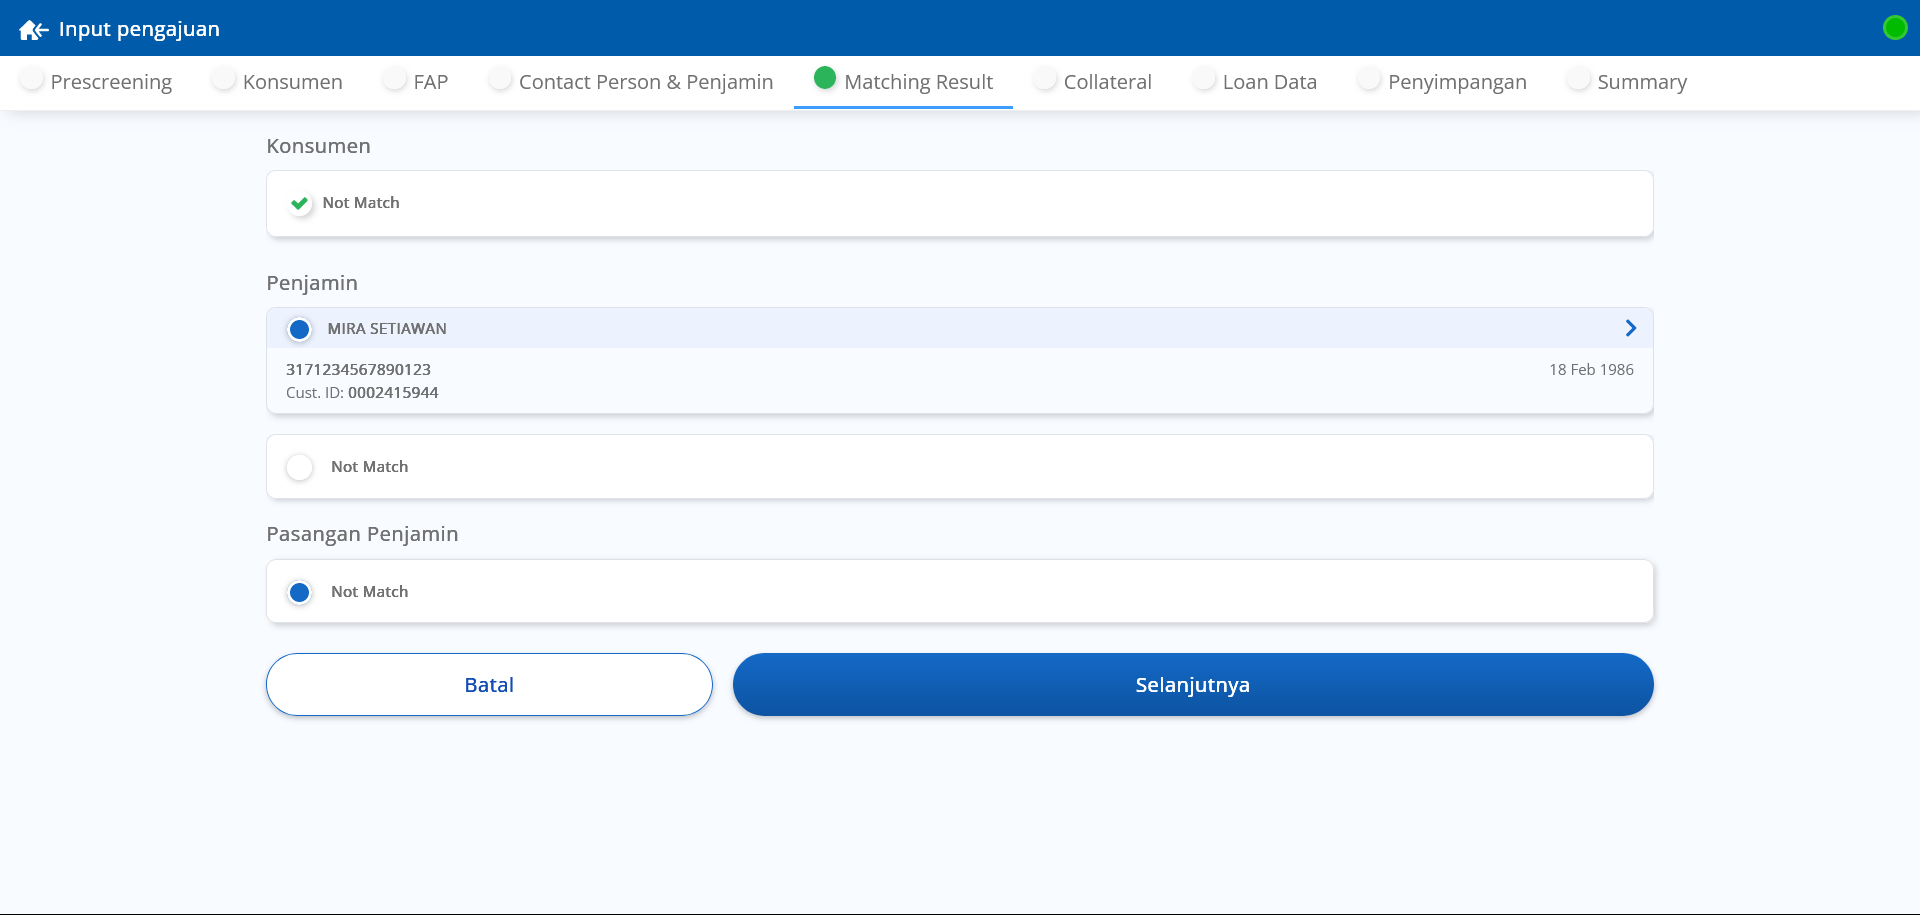 Input pengajuan
Prescreening Konsumen FAP Contact Person & Penjamin Matching Result Collateral Loan Data Penyimpangan Summary
Konsumen
Not Match
Penjamin
MIRA SETIAWAN
3171234567890123 18 Feb 1986
Cust. ID: 0002415944
Not Match
Pasangan Penjamin
Not Match
Batal Selanjutnya